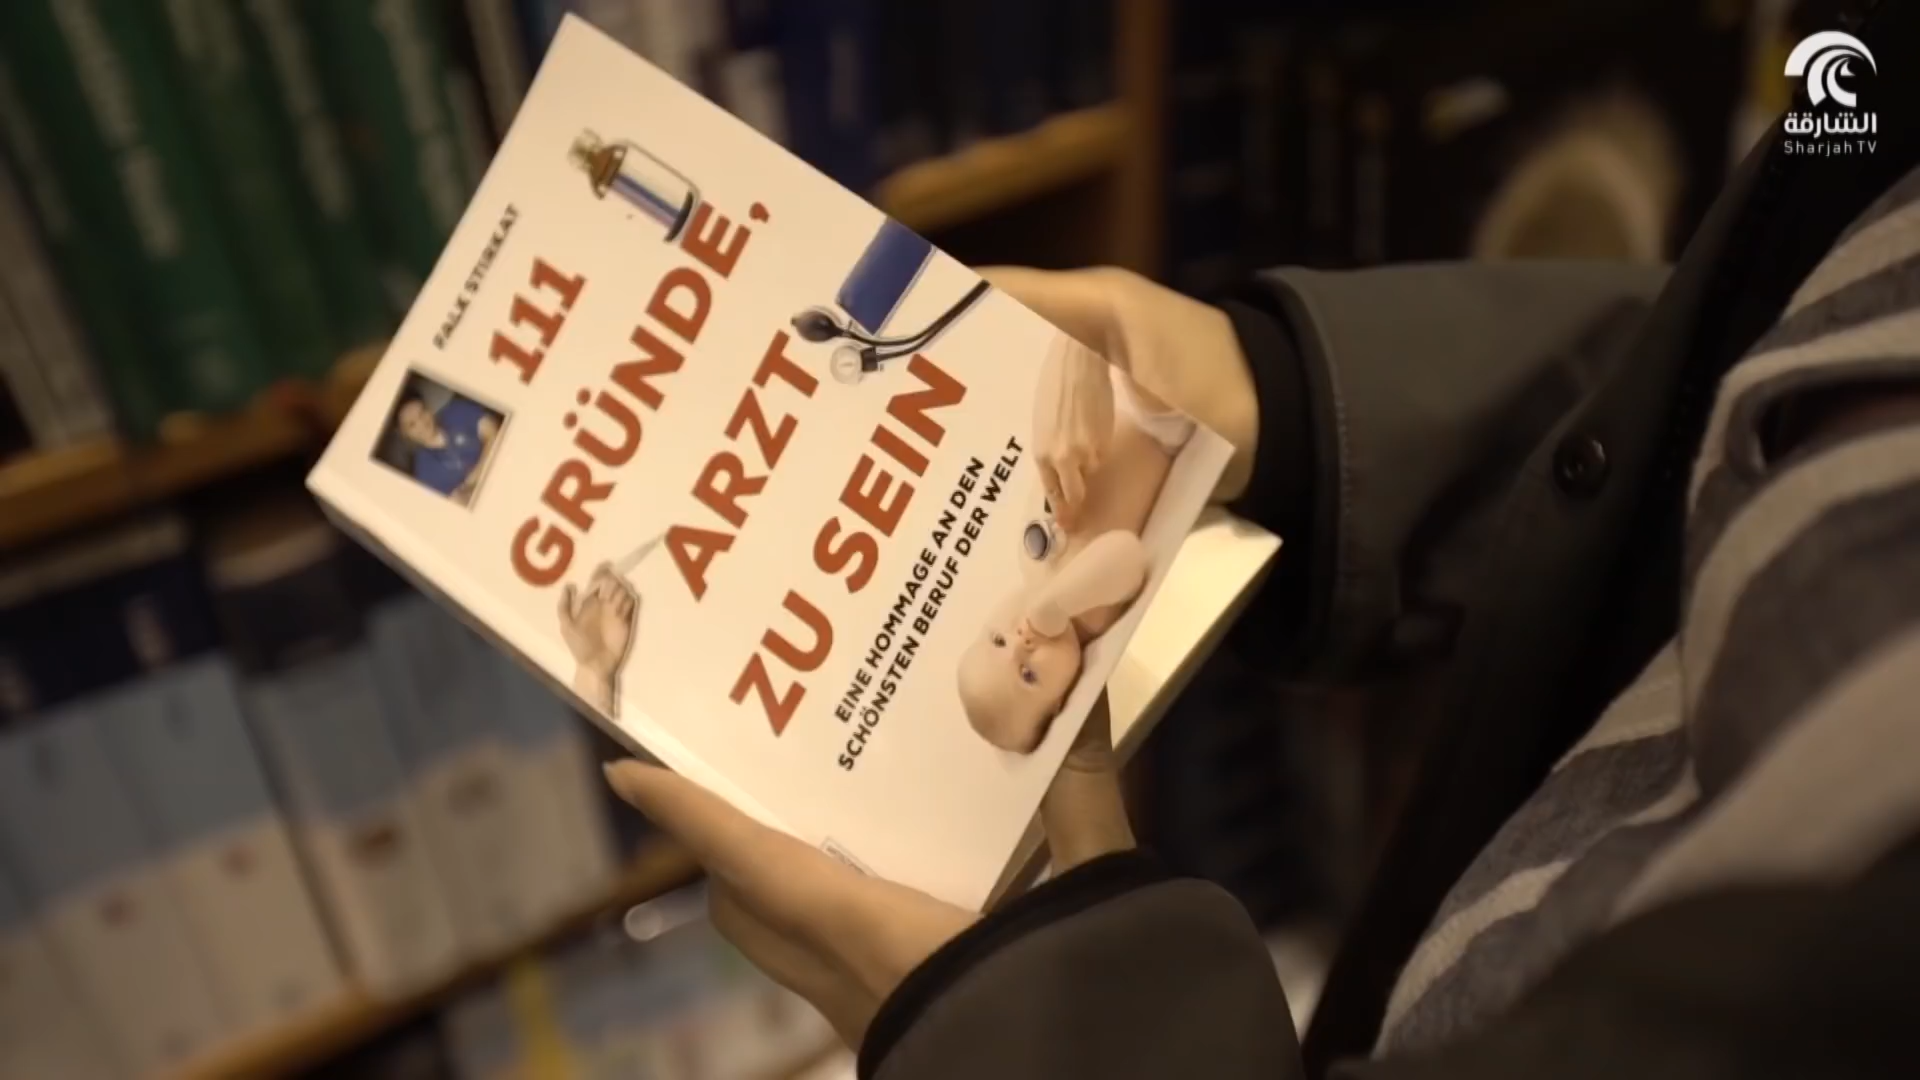 FALK STIRKAT
111
GRÜNDE,
ARZT
ZU SEIN
EINE HOMMAGE AN DEN
SCHÖNSTEN BERUF DER WELT
الشارقة
Sharjah TV